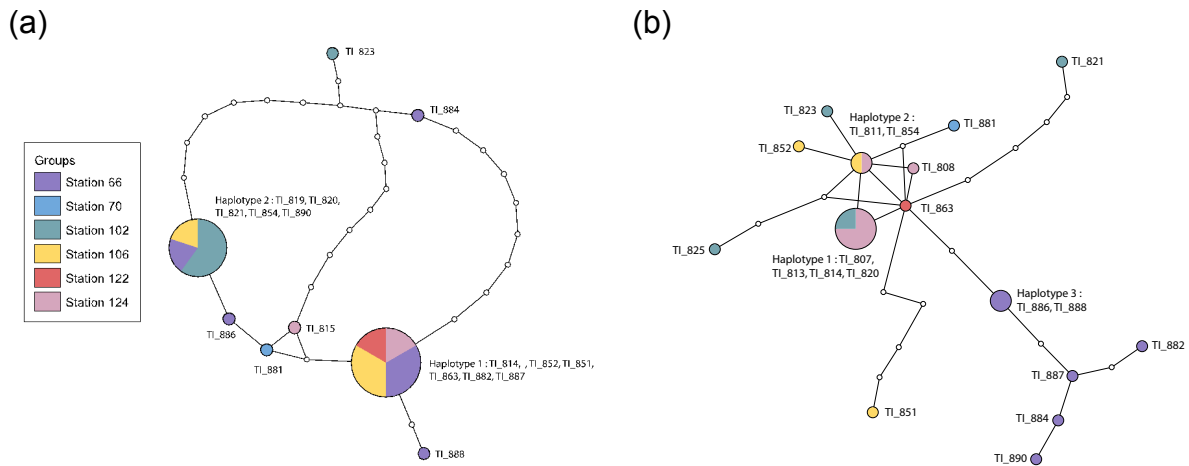 (a)
TI_823
TI_884
Groups
Station 66
Station 70
Station 102
Station 106
Station 122
Station 124
Haplotype 2 : TI_819, TI_820,
TI_821, TI_854, TI_890
TI_886
TI_881
TI_815
Haplotype 1 : TI_814, , TI_852, TI_851,
TI_863, TI_882, TI_887
TI_888
(b)
TI_821
TI_823
Haplotype 2 :
TI_811, TI_854
TI_881
TI_852
TI_808
TI_863
TI_825
Haplotype 1 : TI_807,
TI_813, TI_814, TI_820
Haplotype 3 :
TI_886, TI_888
TI_882
TI_887
TI_851
TI_884
TI_890